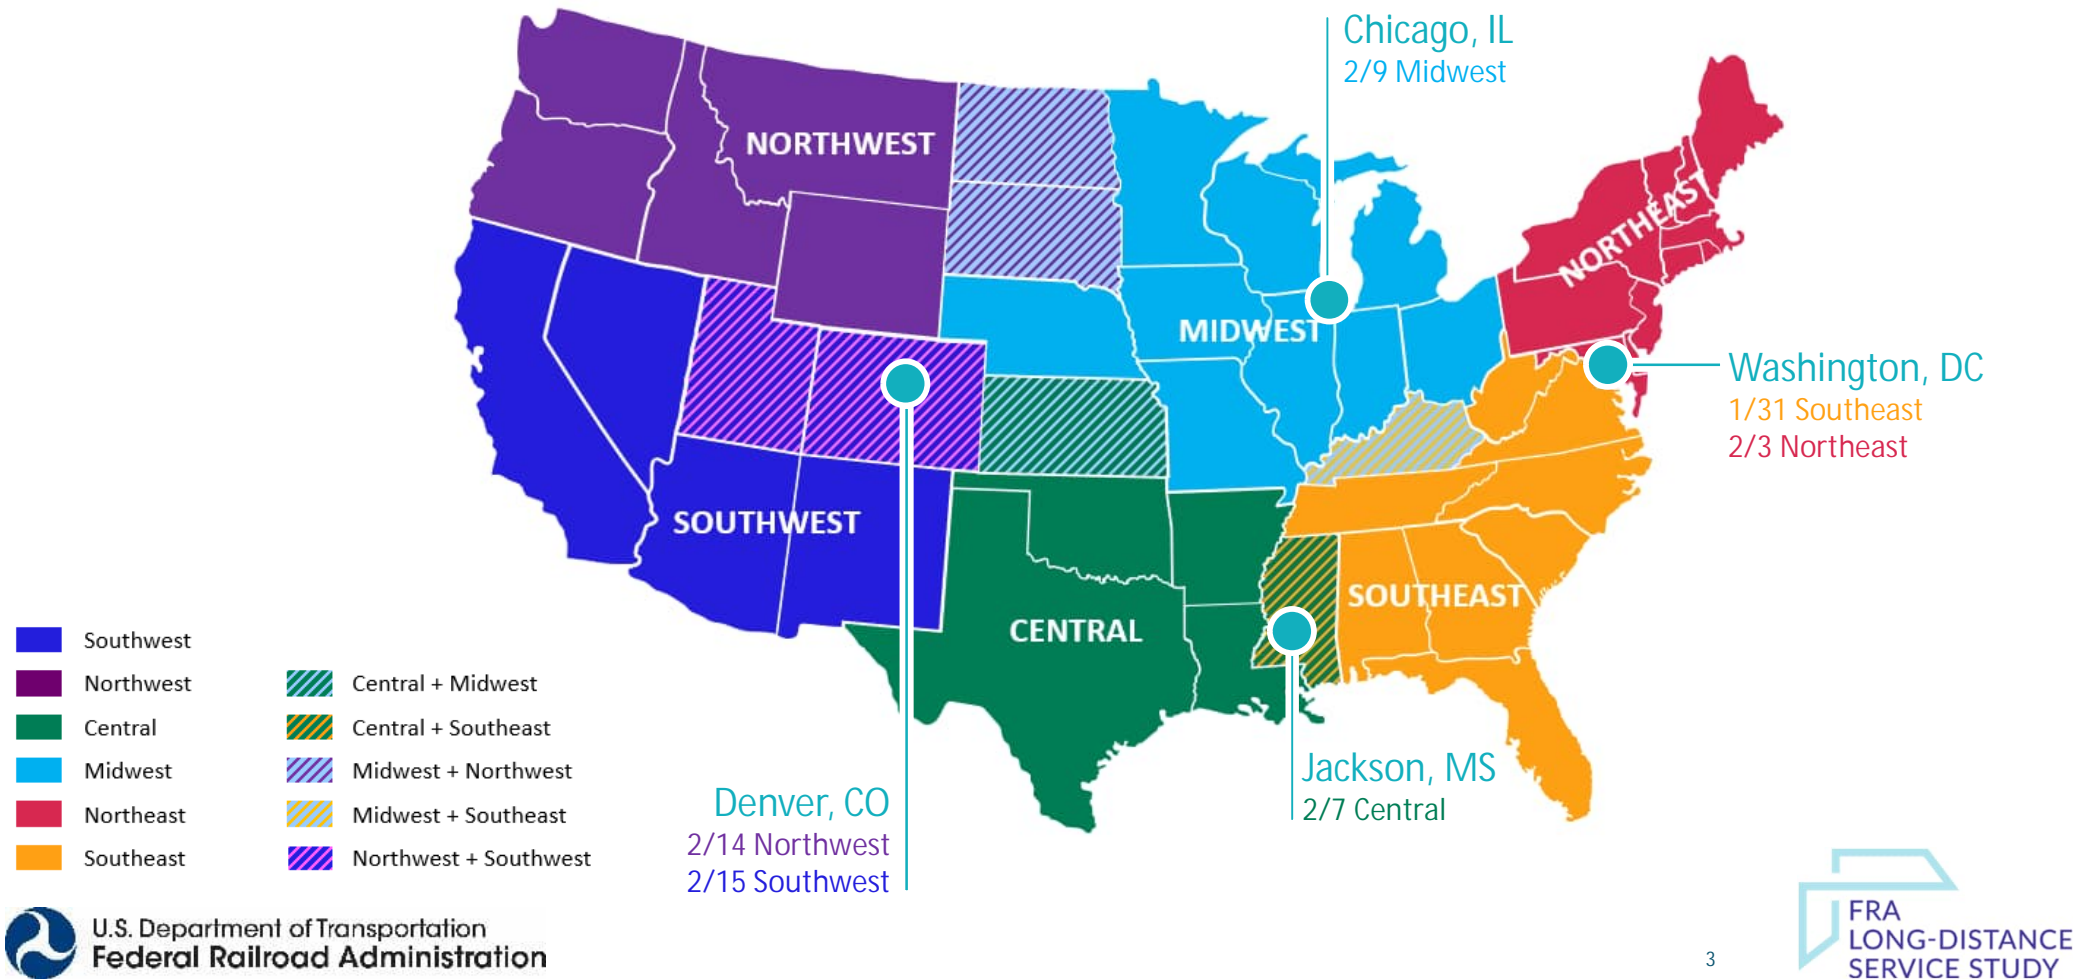 Chicago, IL
2/9 Midwest
NORTHWEST
NORTHEAST
MIDWEST
Washington, DC
1/31 Southeast
2/3 Northeast
SOUTHWEST
SOUTHEAST
CENTRAL
Jackson, MS
2/7 Central
Denver, CO
2/14 Northwest
2/15 Southwest
Southwest
Northwest
Central
Midwest
Northeast
Southeast
Central + Midwest
Central + Southeast
Midwest + Northwest
Midwest + Southeast
Northwest + Southwest
U.S. Department of Transportation
Federal Railroad Administration
3
FRA
LONG-DISTANCE
SERVICE STUDY